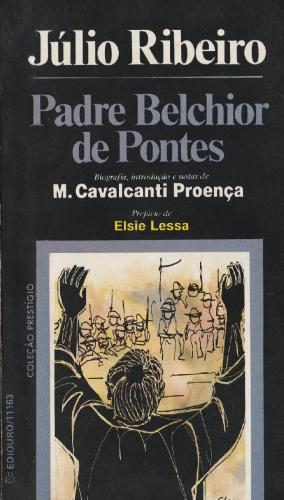 Júlio Ribeiro
Padre Belchior
de Pontes
Biografia, introdução e notas de
M. Cavalcanti Proença
Prefácio de
Elsie Lessa
COLEÇÃO PRESTÍGIO
EDIOURO/11163